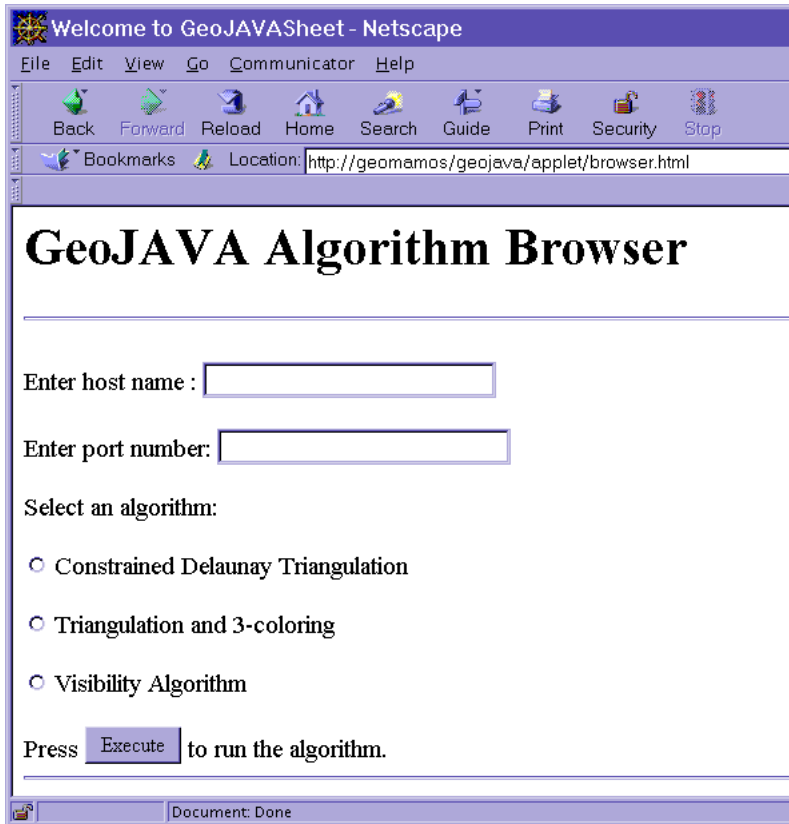 Welcome to GeoJAVASheet - Netscape
File Edit View Go Communicator Help
Back Forward Reload Home Search Guide Print Security Stop
Bookmarks Location: http://geomamos/geojava/applet/browser.html
GeoJAVA Algorithm Browser
Enter host name :
Enter port number:
Select an algorithm:
Constrained Delaunay Triangulation
Triangulation and 3-coloring
Visibility Algorithm
Press Execute to run the algorithm.
Document: Done